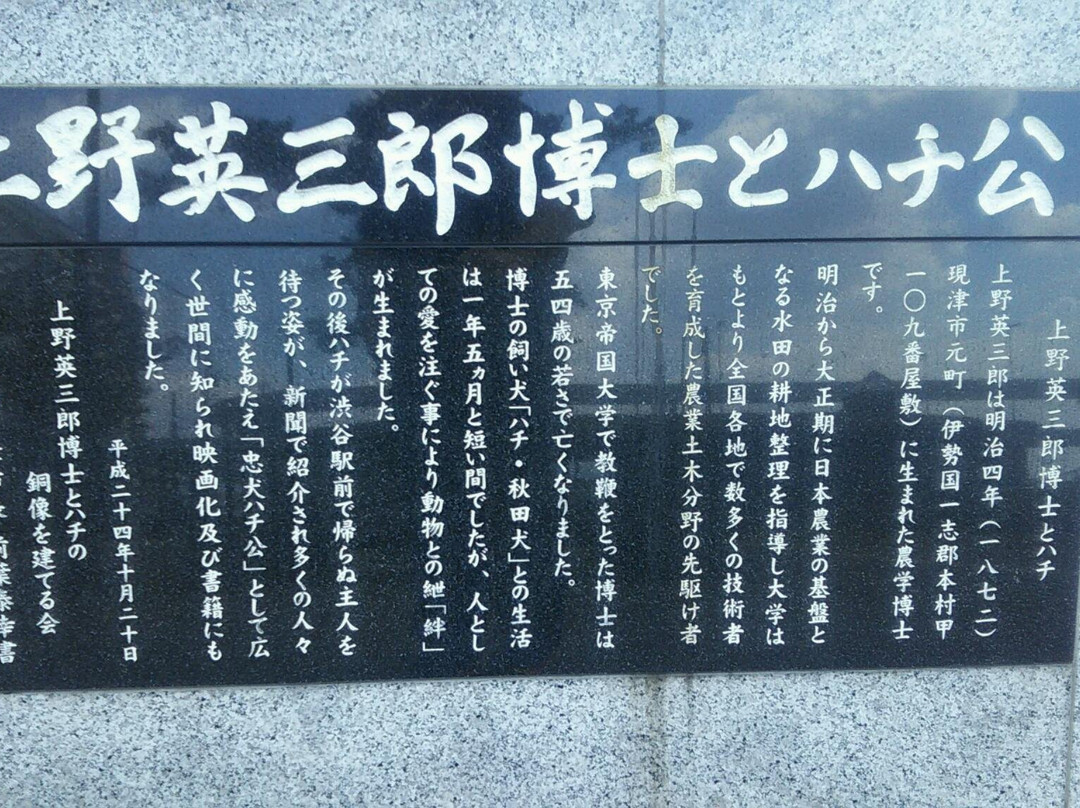 上野英三郎博士とハチ公
上野英三郎博士とハチ
上野英三郎は明治四年（一八七二）
現津市元町（伊勢国一志郡本村甲
一〇九番屋敷）に生まれた農学博士
です。
明治から大正期に日本農業の基盤と
なる水田の耕地整理を指導し大学は
もとより全国各地で数多くの技術者
を育成した農業土木分野の先駆け者
でした。
東京帝国大学で教鞭をとった博士は
五四歳の若さで亡くなりました。
博士の飼い犬「ハチ・秋田犬」との生活
は一年五ヵ月と短い間でしたが、人とし
ての愛を注ぐ事により動物との紲「絆」
が生まれました。
その後ハチが渋谷駅前で帰らぬ主人を
待つ姿が、新聞で紹介され多くの人々
に感動をあたえ「忠犬ハチ公」として広
く世間に知られ映画化及び書籍にも
なりました。
平成二十四年十月二十日
上野英三郎博士とハチの
銅像を建てる会